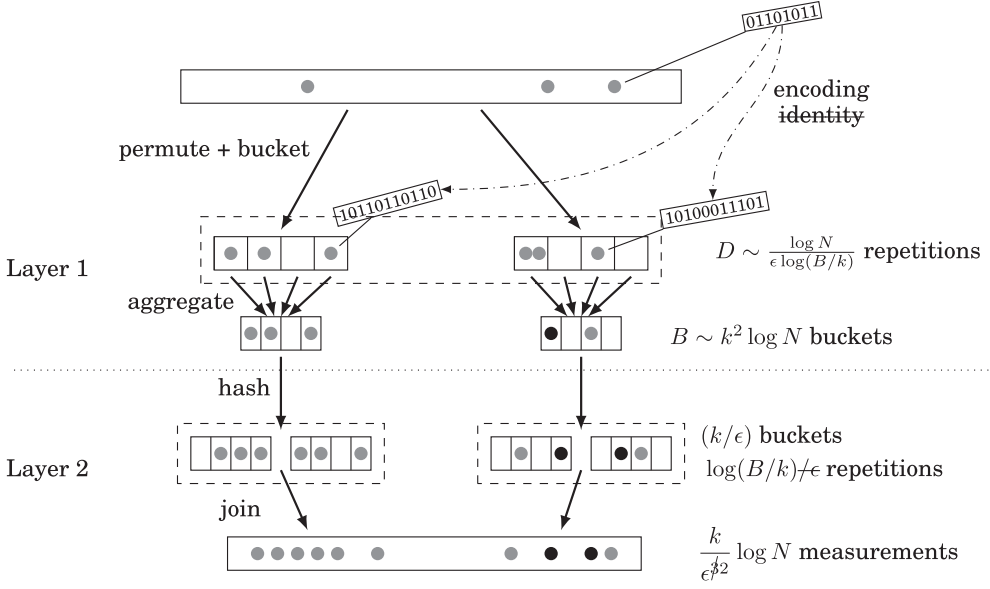 01101011
encoding
identity
permute + bucket
10110110110
10100011101
Layer 1
D ∼ log N / ϵ log(B/k) repetitions
aggregate
B ∼ k² log N buckets
hash
Layer 2
(k/ϵ) buckets
log(B/k)/ϵ repetitions
join
k / ϵ³² log N measurements